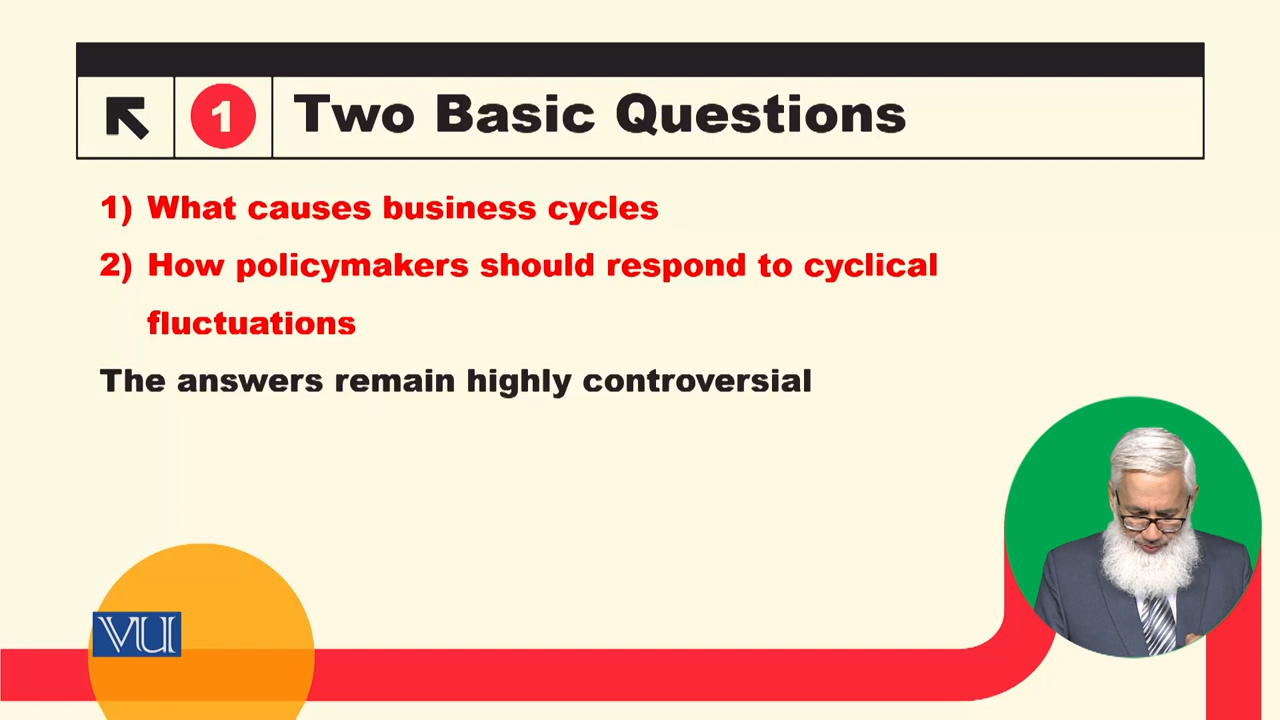 1 Two Basic Questions
1) What causes business cycles
2) How policymakers should respond to cyclical
fluctuations
The answers remain highly controversial
VU